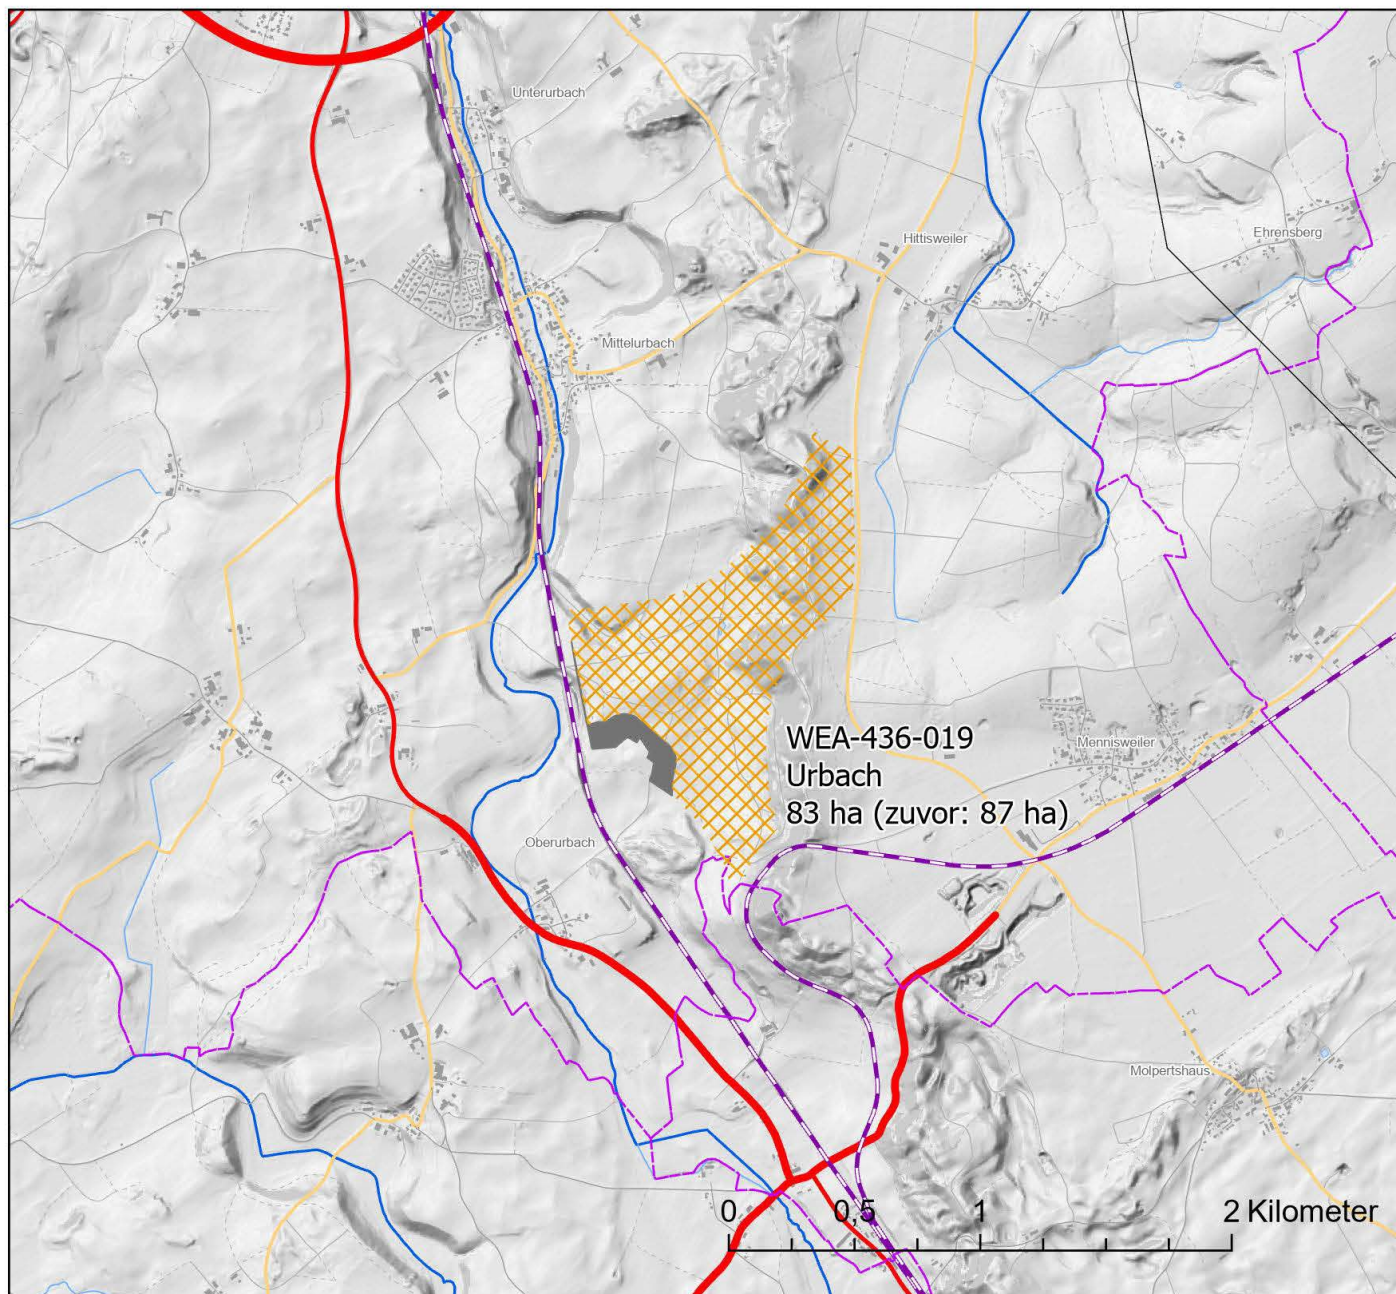 Unterurbach
Hittisweiler
Ehrensberg
Mittelurbach
WEA-436-019
Urbach
83 ha (zuvor: 87 ha)
Mennisweiler
Oberurbach
Molpertshaus
0 0,5 1 2 Kilometer